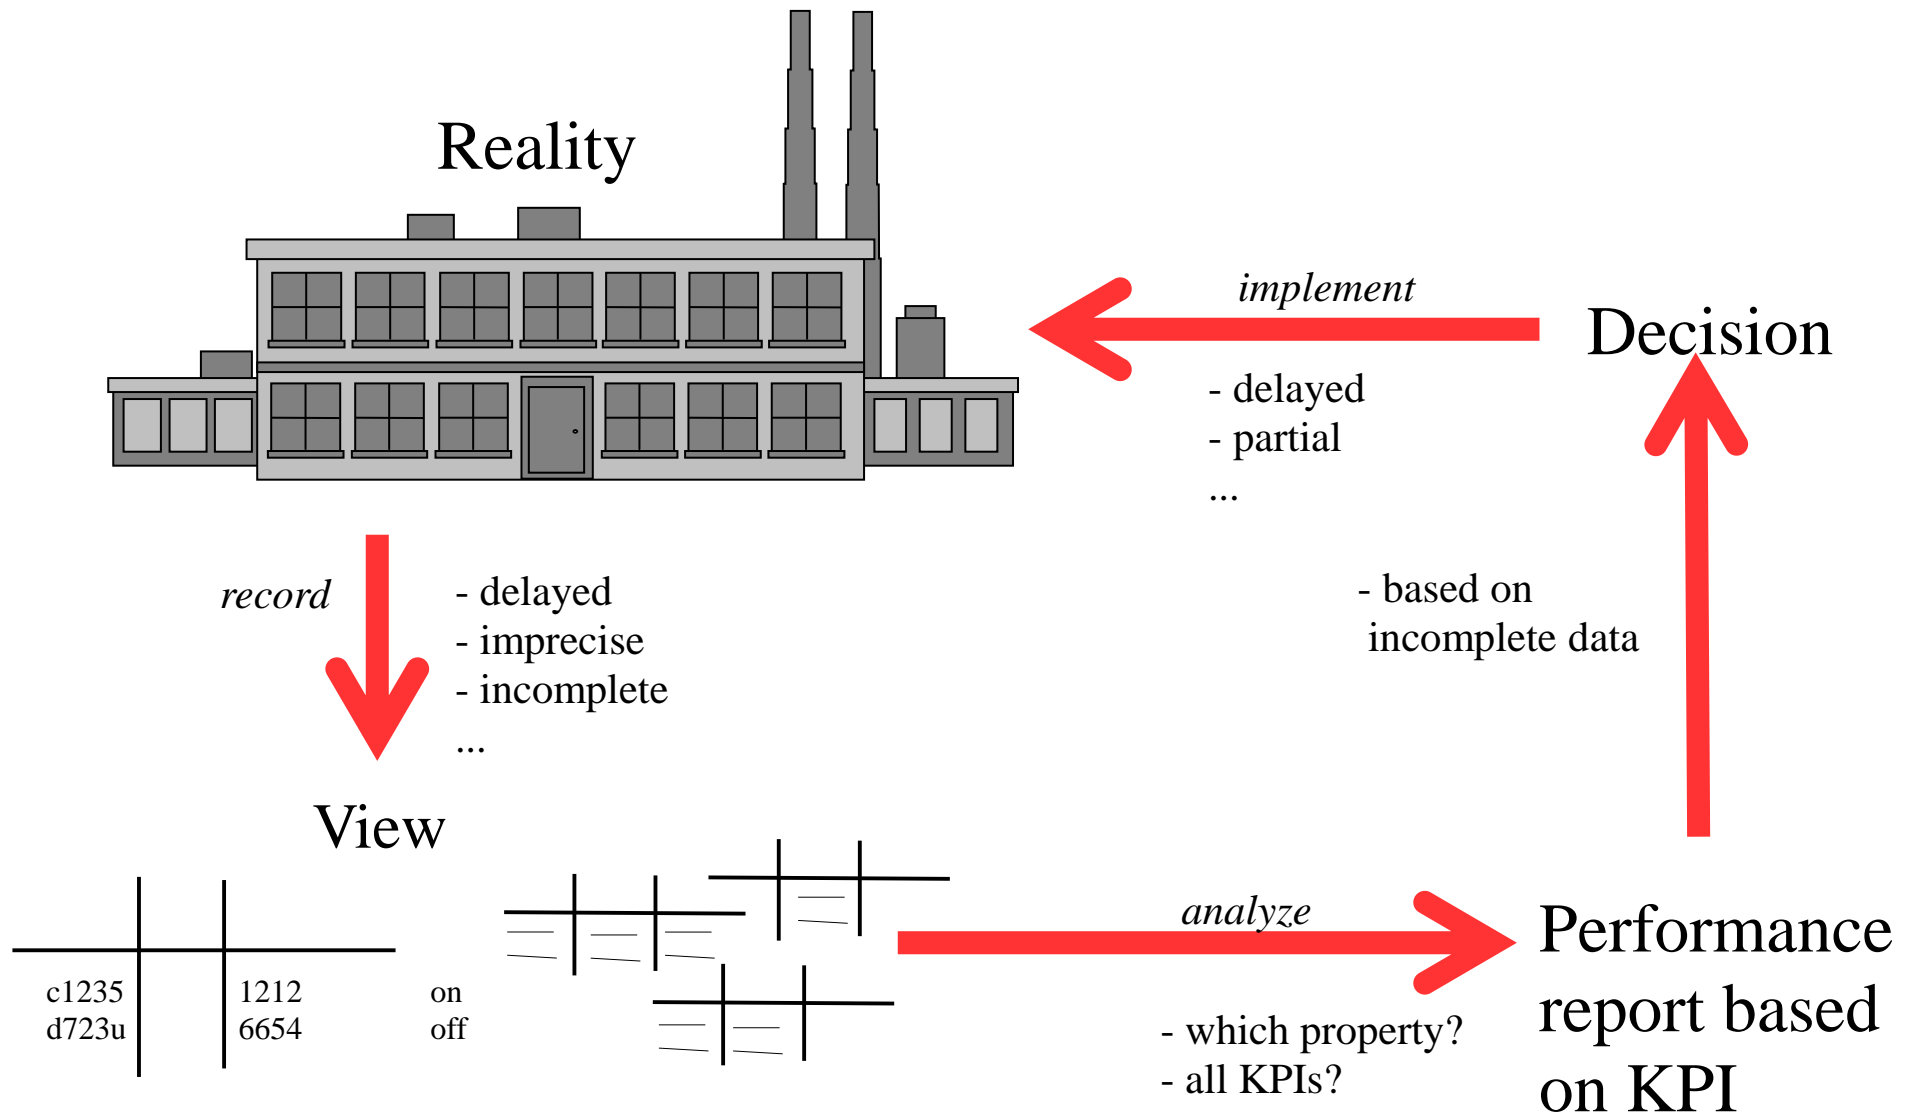 Reality
implement
Decision
- delayed
- partial
...
record
- delayed
- imprecise
- incomplete
...
- based on
incomplete data
View
c1235 1212 on
d723u 6654 off
analyze
- which property?
- all KPIs?
Performance
report based
on KPI